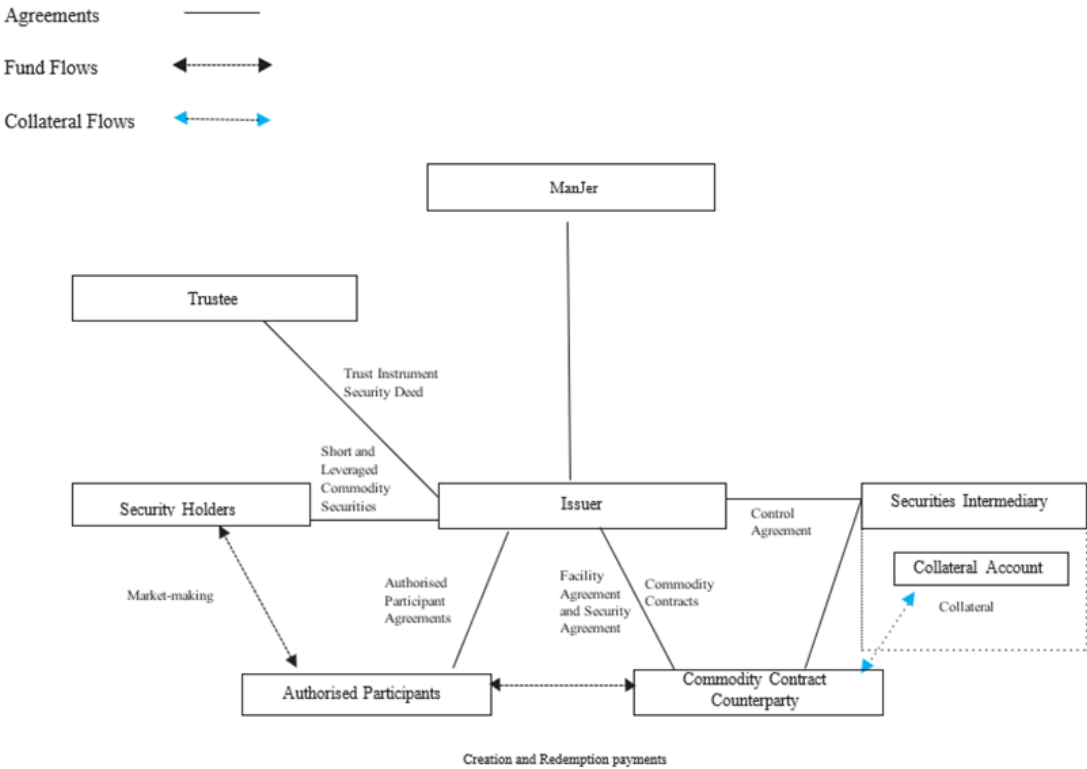 Agreements
Fund Flows
Collateral Flows
ManJer
Trustee
Trust Instrument
Security Deed
Short and
Leveraged
Commodity
Securities
Security Holders
Issuer
Securities Intermediary
Control
Agreement
Collateral Account
Collateral
Market-making
Authorised
Participant
Agreements
Facility
Agreement
and Security
Agreement
Commodity
Contracts
Authorised Participants
Commodity Contract
Counterparty
Creation and Redemption payments